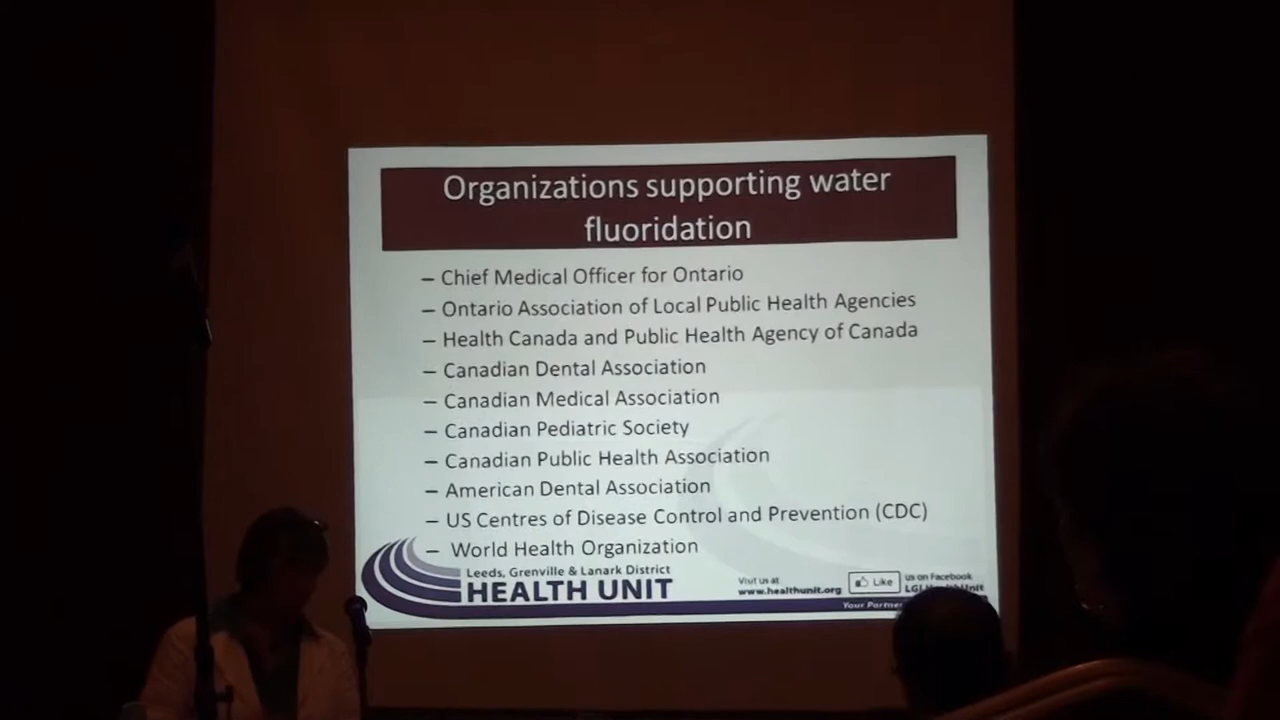 Organizations supporting water
fluoridation
– Chief Medical Officer for Ontario
– Ontario Association of Local Public Health Agencies
– Health Canada and Public Health Agency of Canada
– Canadian Dental Association
– Canadian Medical Association
– Canadian Pediatric Society
– Canadian Public Health Association
– American Dental Association
– US Centres of Disease Control and Prevention (CDC)
– World Health Organization
Leeds, Grenville & Lanark District
HEALTH UNIT
Visit us at
www.healthunit.org
Like
us on Facebook
Your